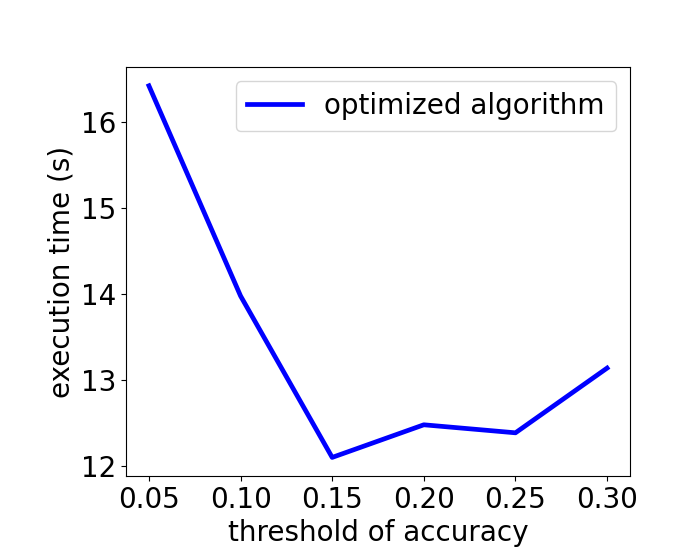 optimized algorithm
execution time (s)
16
15
14
13
12
0.05 0.10 0.15 0.20 0.25 0.30
threshold of accuracy